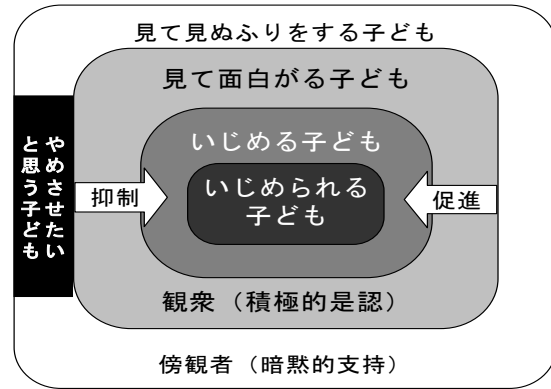 見て見ぬふりをする子ども
見て面白がる子ども
いじめる子ども
いじめられる
子ども
やめさせたい
と思う子ども
抑制
促進
観衆（積極的是認）
傍観者（暗黙的支持）